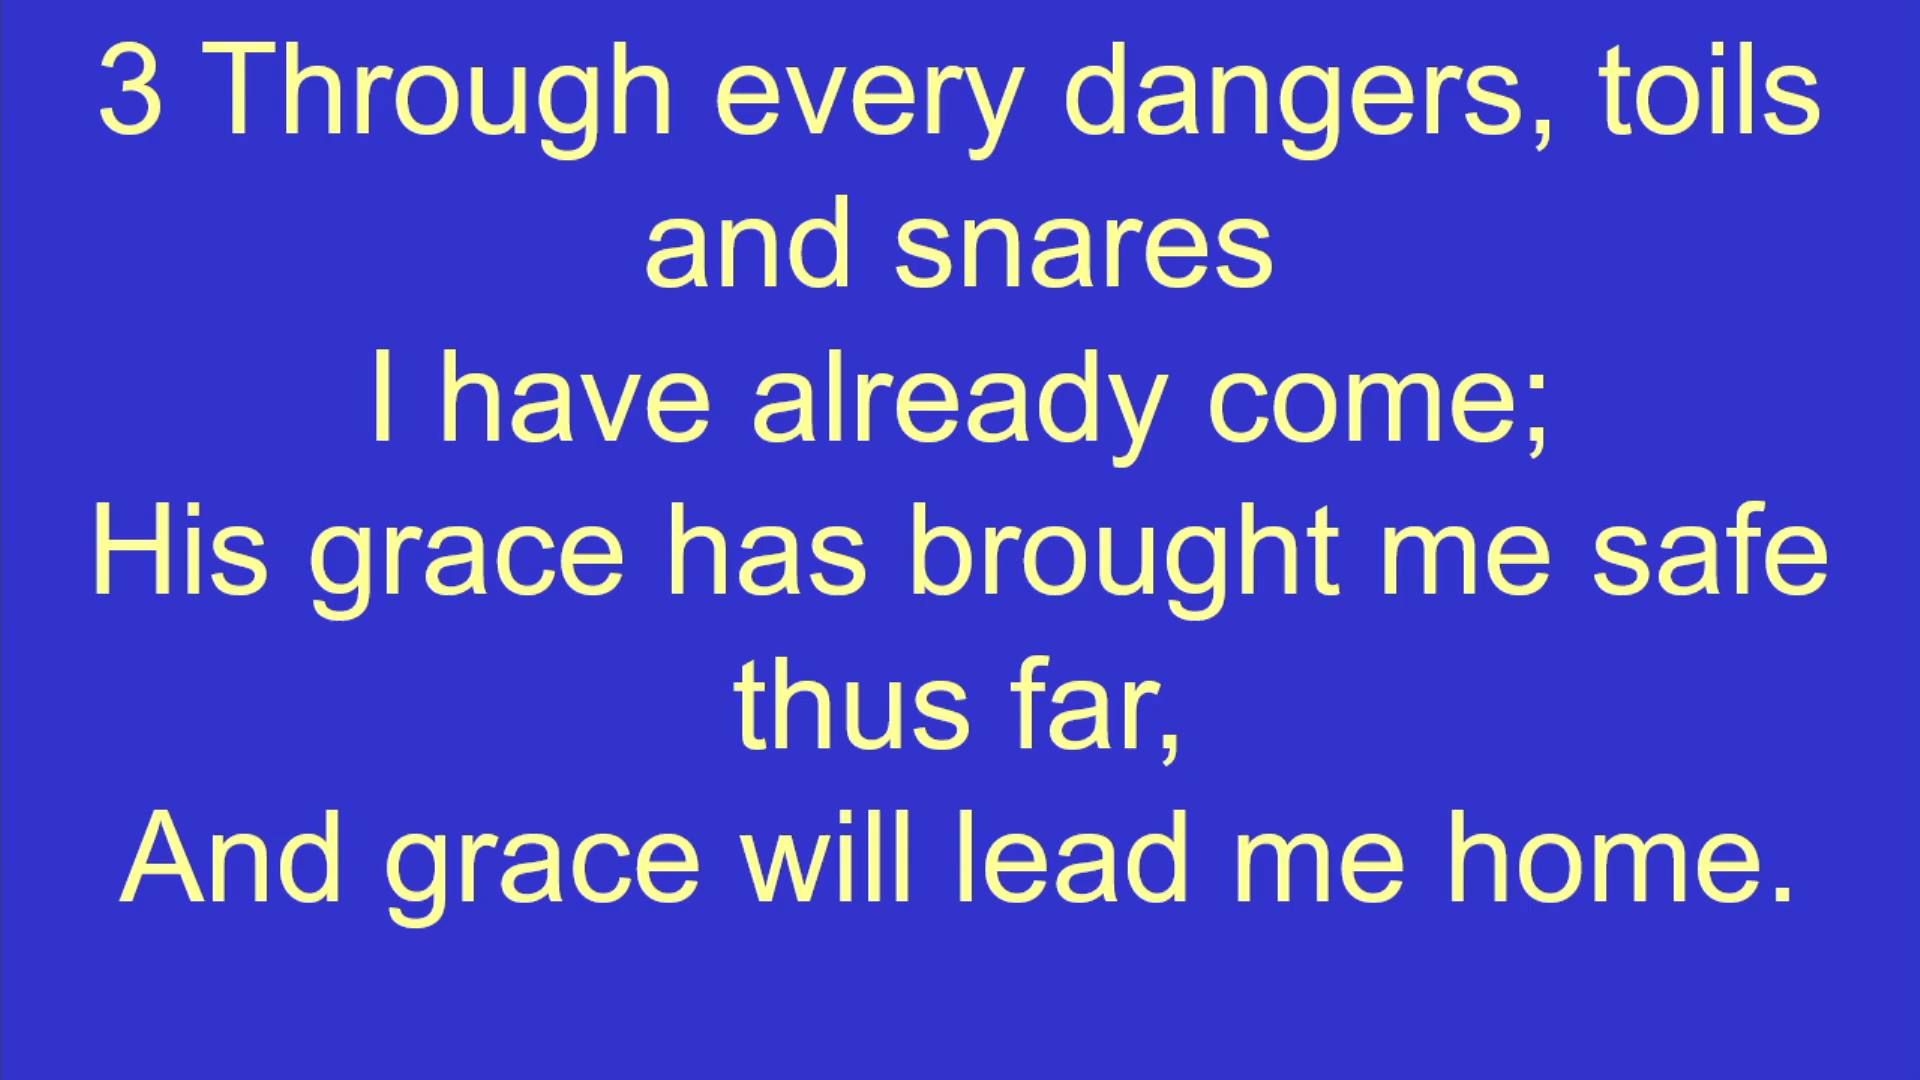 3 Through every dangers, toils
and snares
I have already come;
His grace has brought me safe
thus far,
And grace will lead me home.